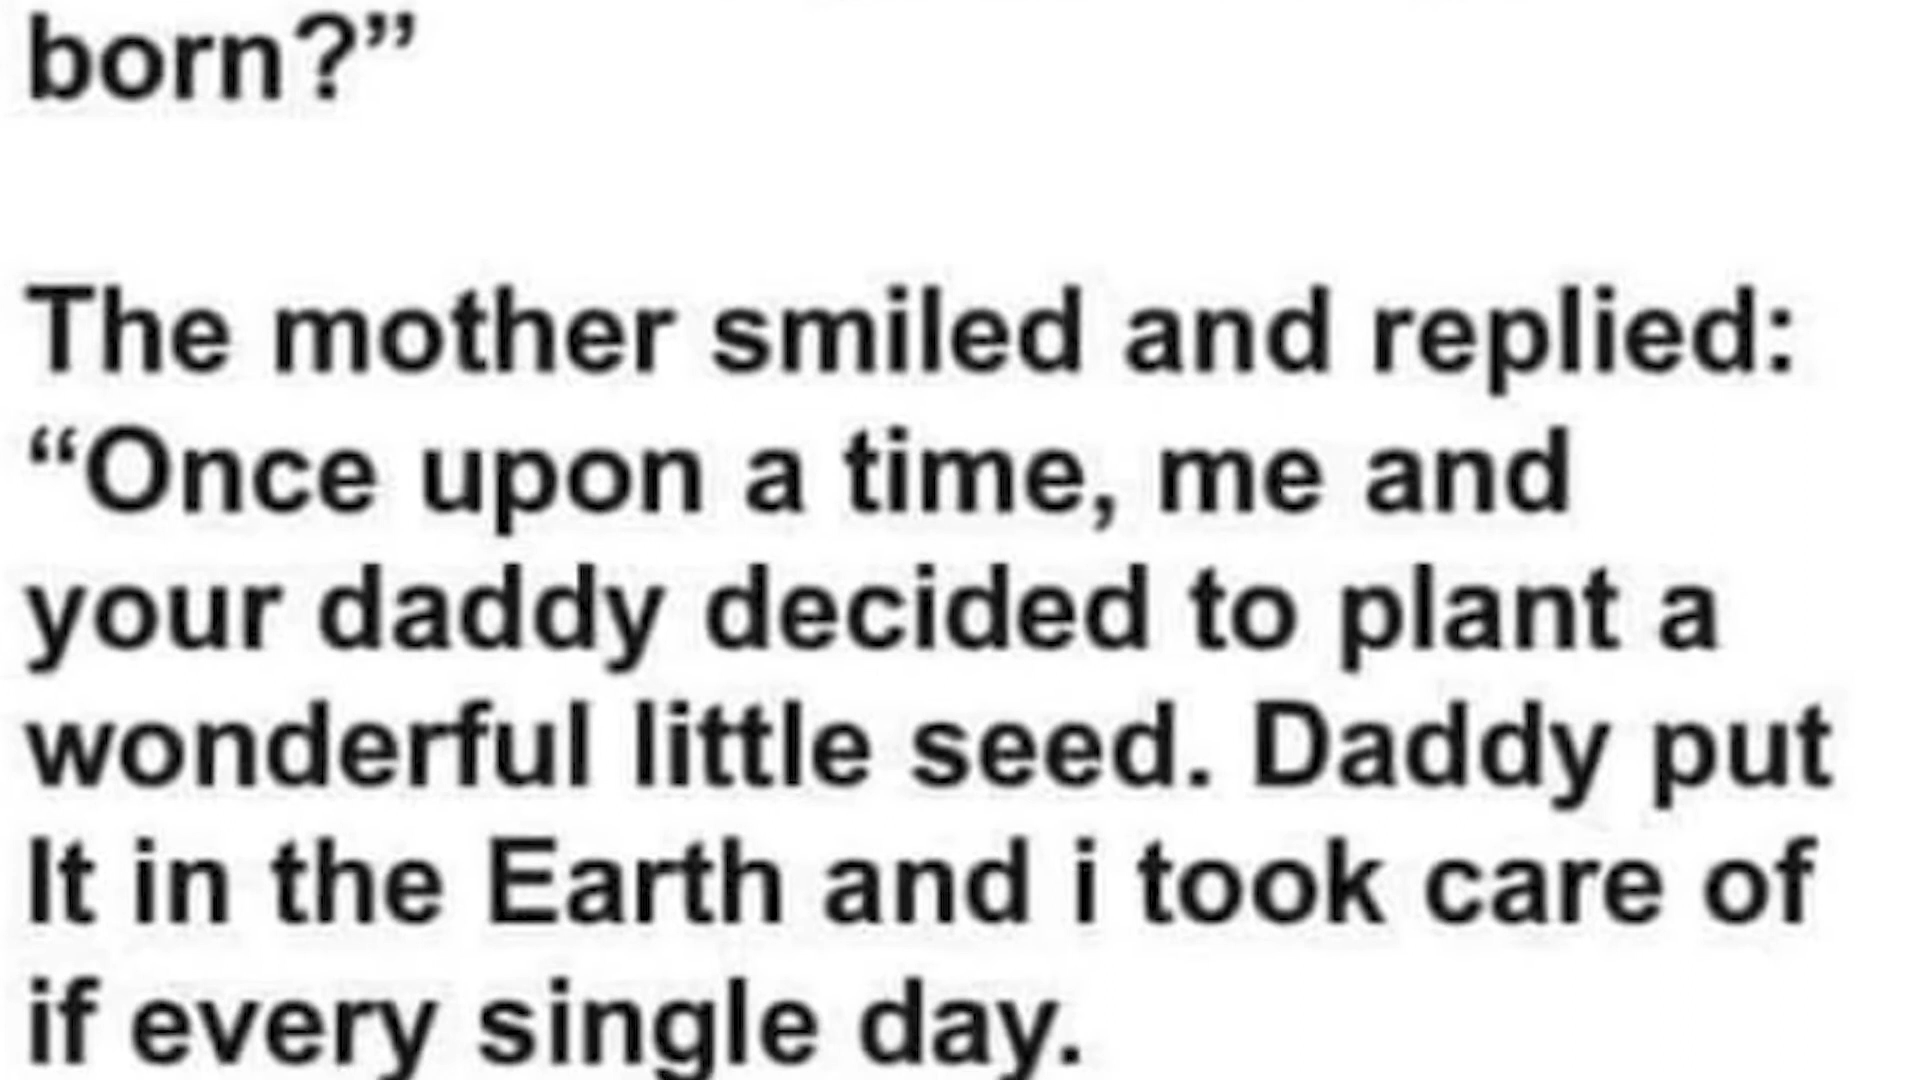 born?”
The mother smiled and replied:
“Once upon a time, me and
your daddy decided to plant a
wonderful little seed. Daddy put
It in the Earth and i took care of
if every single day.